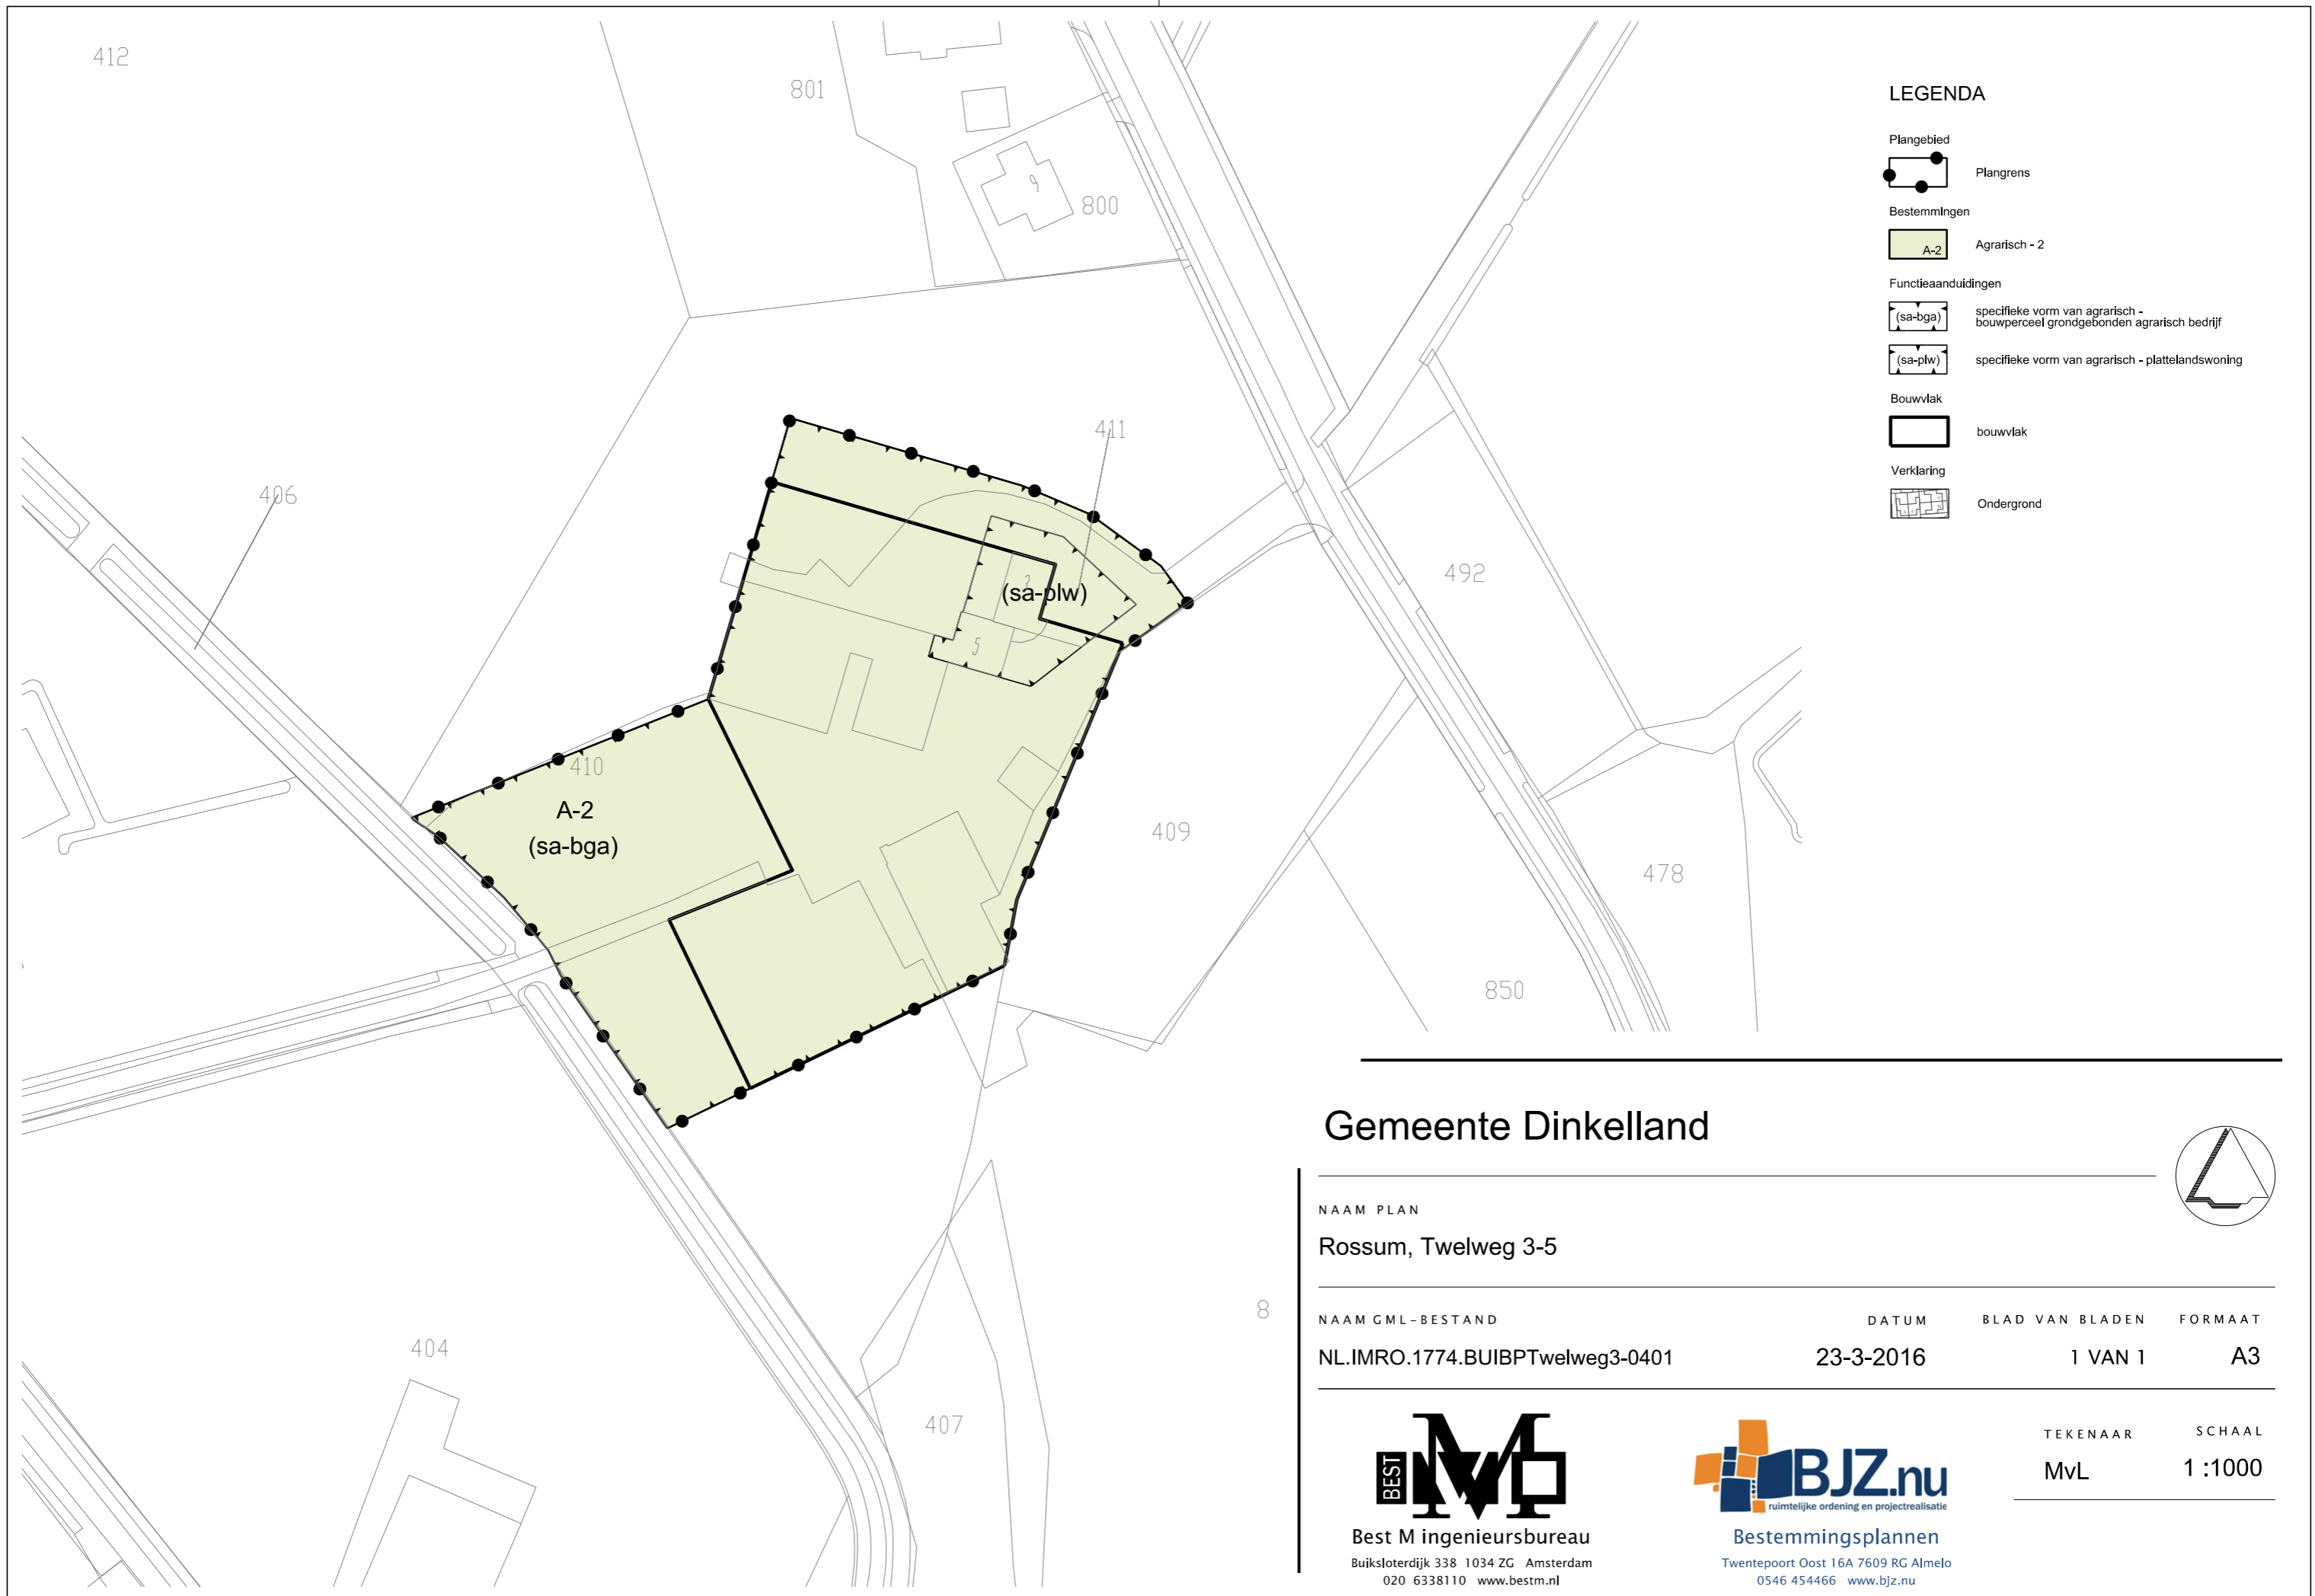 412
801
9
800
406
411
3
(sa-plw)
5
492
410
A-2
(sa-bga)
409
478
850
8
404
407
LEGENDA
Plangebied
Plangrens
Bestemmingen
A-2
Agrarisch - 2
Functieaanduidingen
(sa-bga)
specifieke vorm van agrarisch -
bouwperceel grondgebonden agrarisch bedrijf
(sa-plw)
specifieke vorm van agrarisch - plattelandswoning
Bouwvlak
bouwvlak
Verklaring
Ondergrond
Gemeente Dinkelland
NAAM PLAN
Rossum, Twelweg 3-5
NAAM GML-BESTAND DATUM BLAD VAN BLADEN FORMAAT
NL.IMRO.1774.BUIBPTwelweg3-0401 23-3-2016 1 VAN 1 A3
TEKENAAR SCHAAL
MvL 1 :1000
BEST M
Best M ingenieursbureau
Buiksloterdijk 338 1034 ZG Amsterdam
020 6338110 www.bestm.nl
BJZ.nu
ruimtelijke ordening en projectrealisatie
Bestemmingsplannen
Twentepoort Oost 16A 7609 RG Almelo
0546 454466 www.bjz.nu